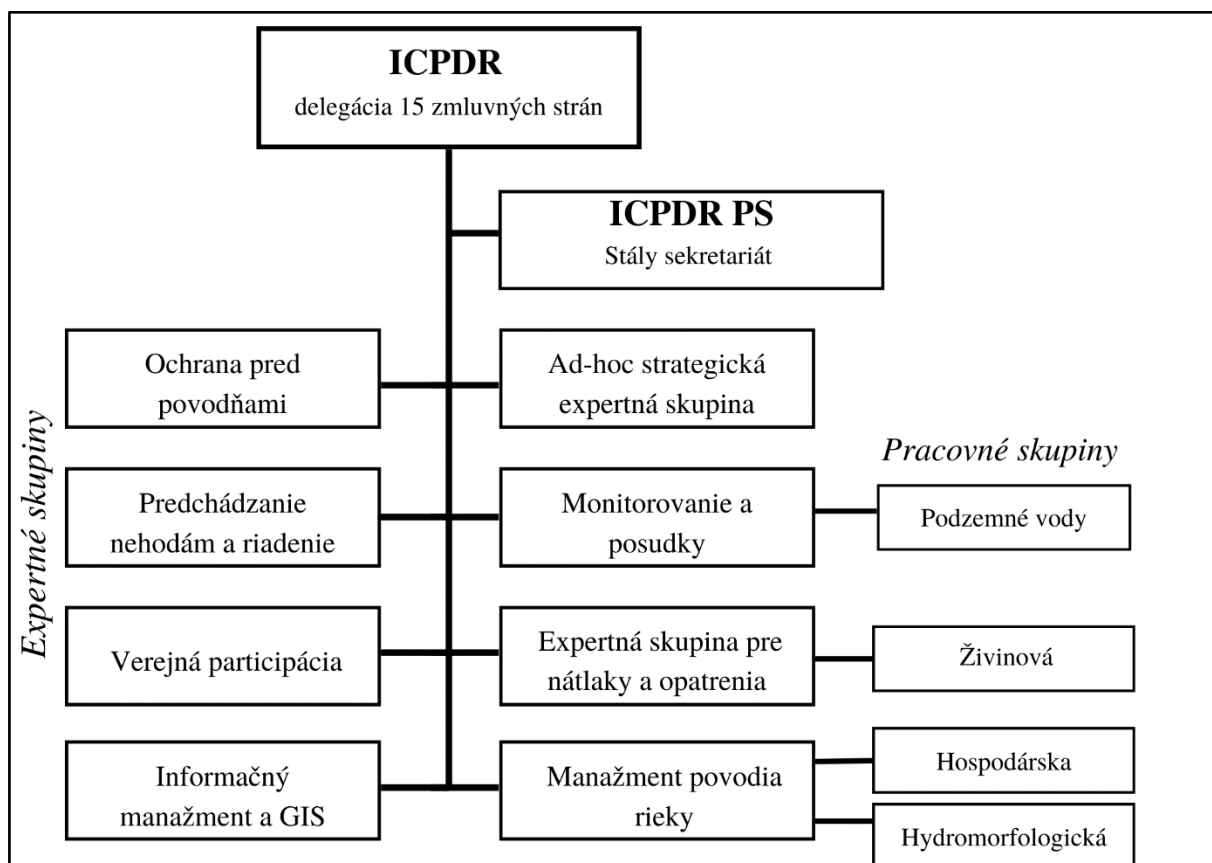 ICPDR
delegácia 15 zmluvných strán
ICPDR PS
Stály sekretariát
Expertné skupiny
Ochrana pred
povodňami
Ad-hoc strategická
expertná skupina
Pracovné skupiny
Predchádzanie
nehodám a riadenie
Monitorovanie a
posudky
Podzemné vody
Verejná participácia
Expertná skupina pre
nátlaky a opatrenia
Živinová
Informačný
manažment a GIS
Manažment povodia
rieky
Hospodárska
Hydromorfologická